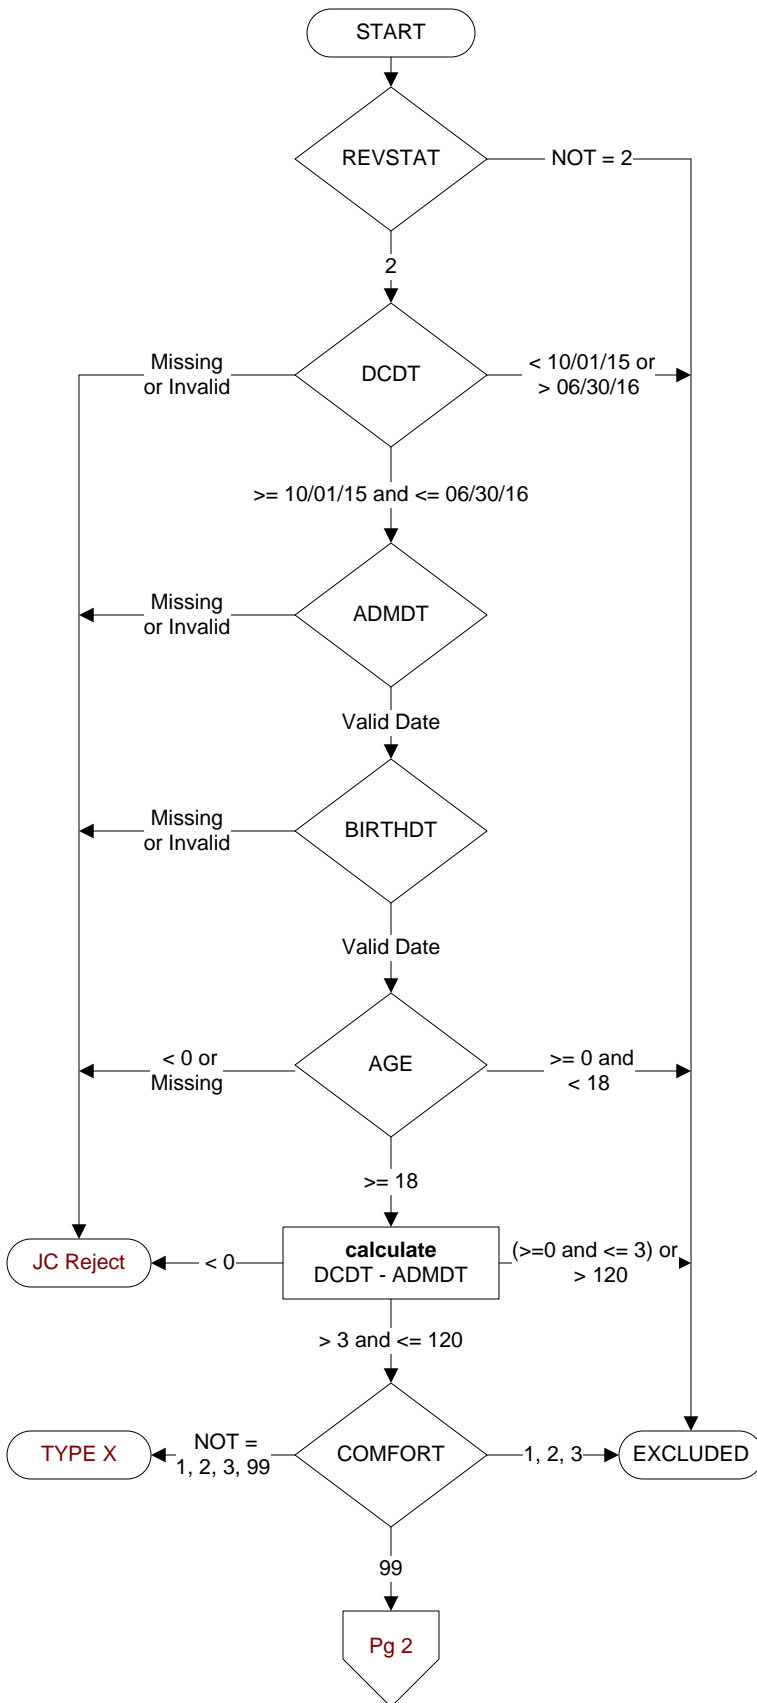 START
REVSTAT
NOT = 2
2
Missing
or Invalid
DCDT
< 10/01/15 or
> 06/30/16
>= 10/01/15 and <= 06/30/16
Missing
or Invalid
ADMDT
Valid Date
Missing
or Invalid
BIRTHDT
Valid Date
< 0 or
Missing
AGE
>= 0 and
< 18
>= 18
JC Reject
< 0
calculate
DCDT - ADMDT
(>=0 and <= 3) or
> 120
> 3 and <= 120
TYPE X
NOT =
1, 2, 3, 99
COMFORT
1, 2, 3
EXCLUDED
99
Pg 2